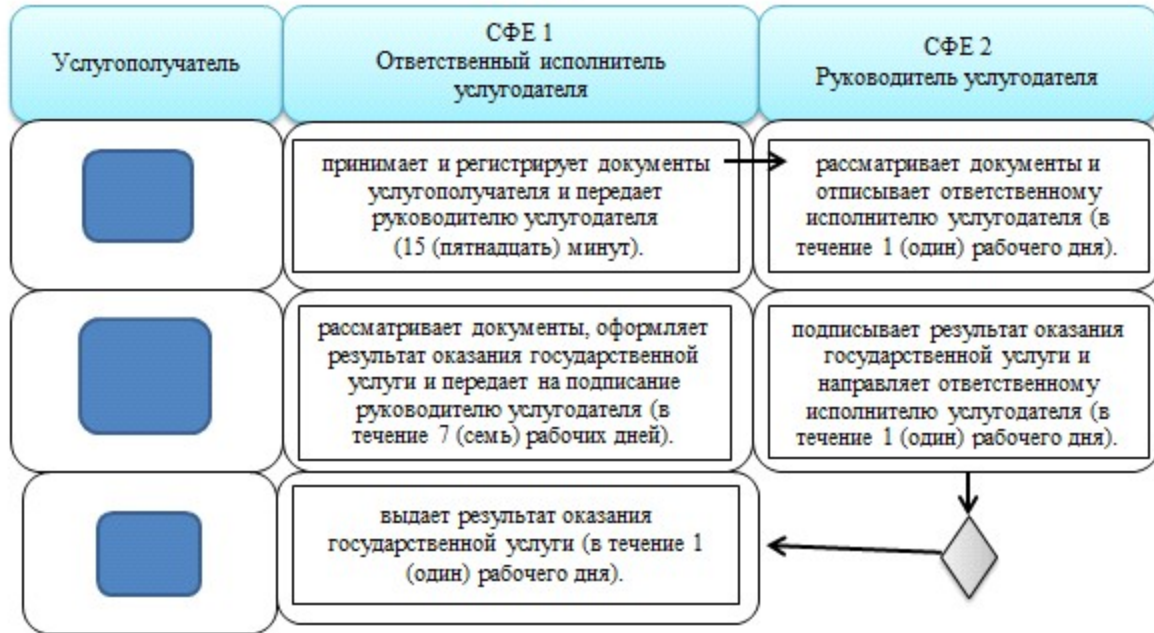 Услугополучатель
СФЕ 1
Ответственный исполнитель
услугодателя
СФЕ 2
Руководитель услугодателя
принимает и регистрирует документы
услугополучателя и передает
руководителю услугодателя
(15 (пятнадцать) минут).
рассматривает документы и
отписывает ответственному
исполнителю услугодателя (в
течение 1 (один) рабочего дня).
рассматривает документы, оформляет
результат оказания государственной
услуги и передает на подписание
руководителю услугодателя (в
течение 7 (семь) рабочих дней).
подписывает результат оказания
государственной услуги и
направляет ответственному
исполнителю услугодателя (в
течение 1 (один) рабочего дня).
выдает результат оказания
государственной услуги (в течение 1
(один) рабочего дня).